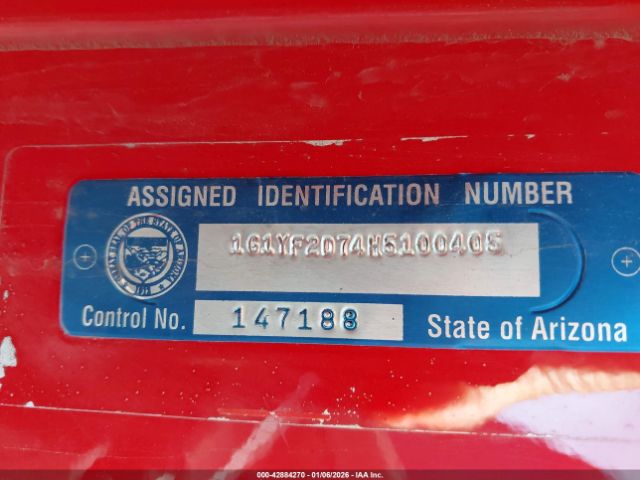 ASSIGNED IDENTIFICATION NUMBER
1G1YF2D74H5100405
Control No. 147188 State of Arizona
000-42884270 - 01/06/2026 - IAA Inc.